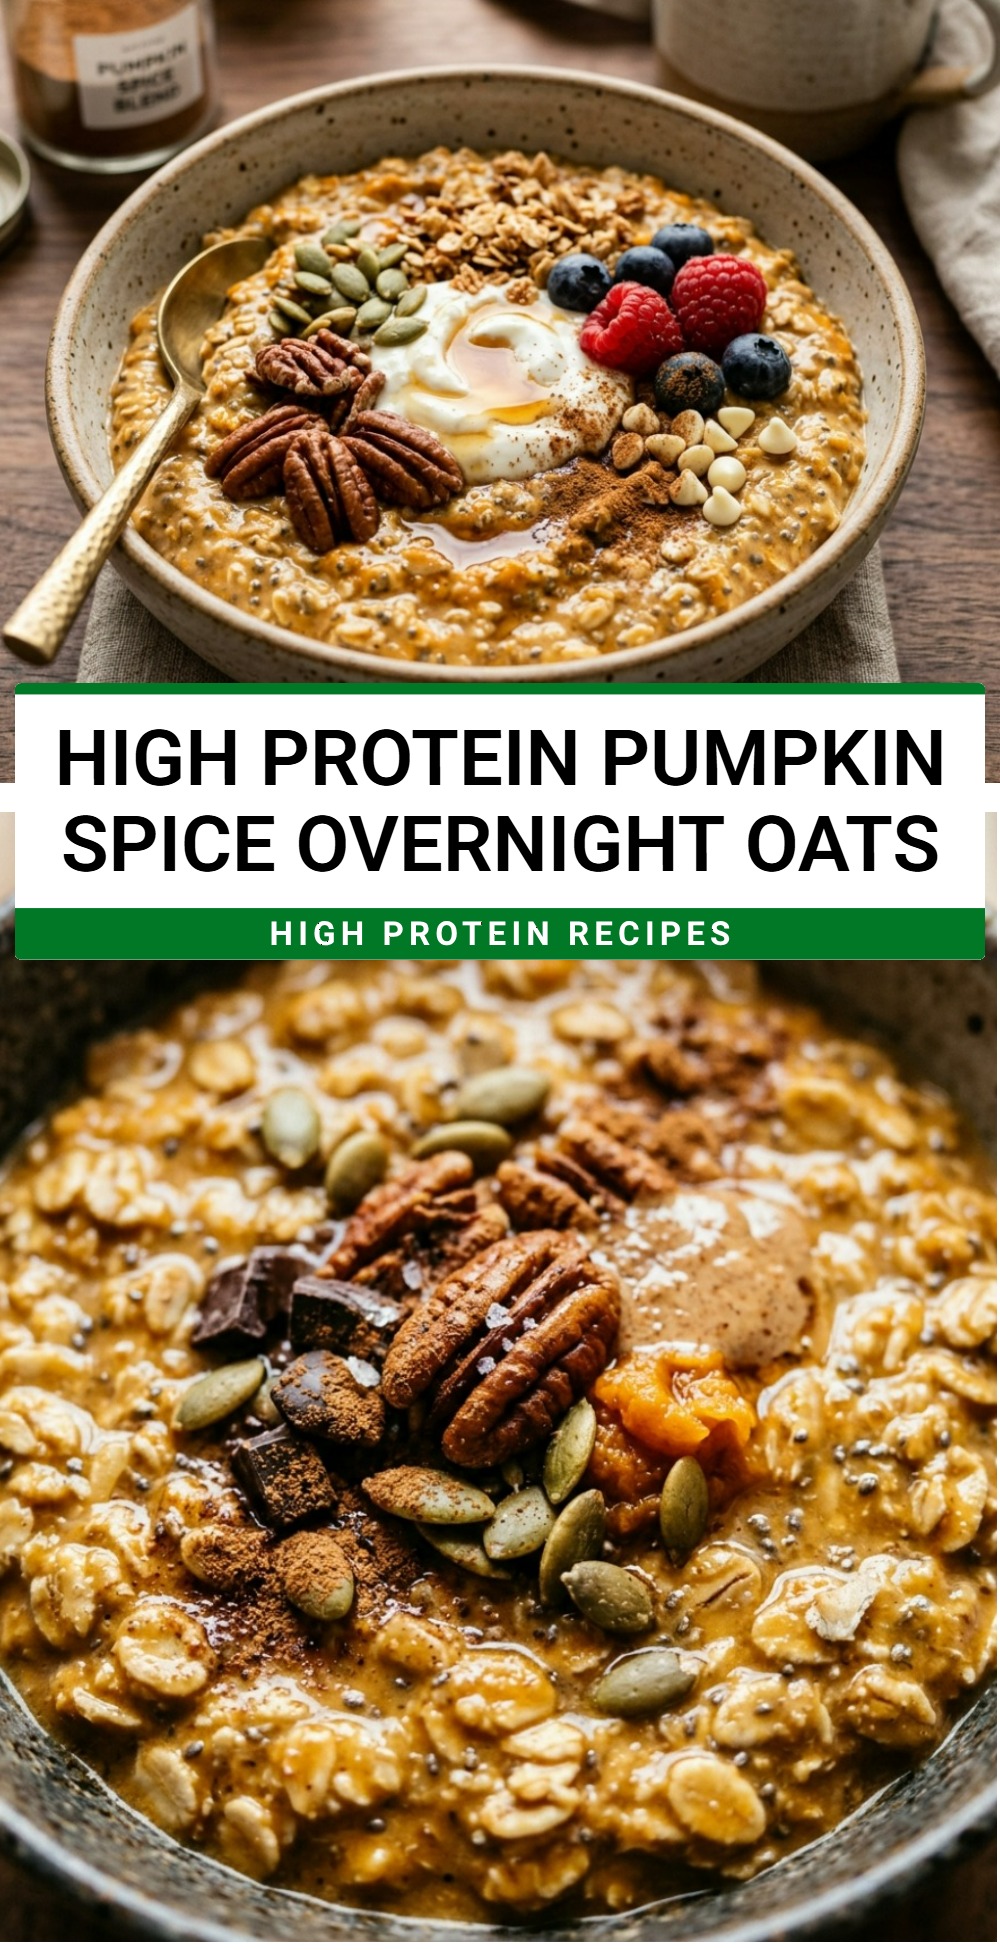 PUMPKIN
SPICE
BLEND
HIGH PROTEIN PUMPKIN
SPICE OVERNIGHT OATS
HIGH PROTEIN RECIPES